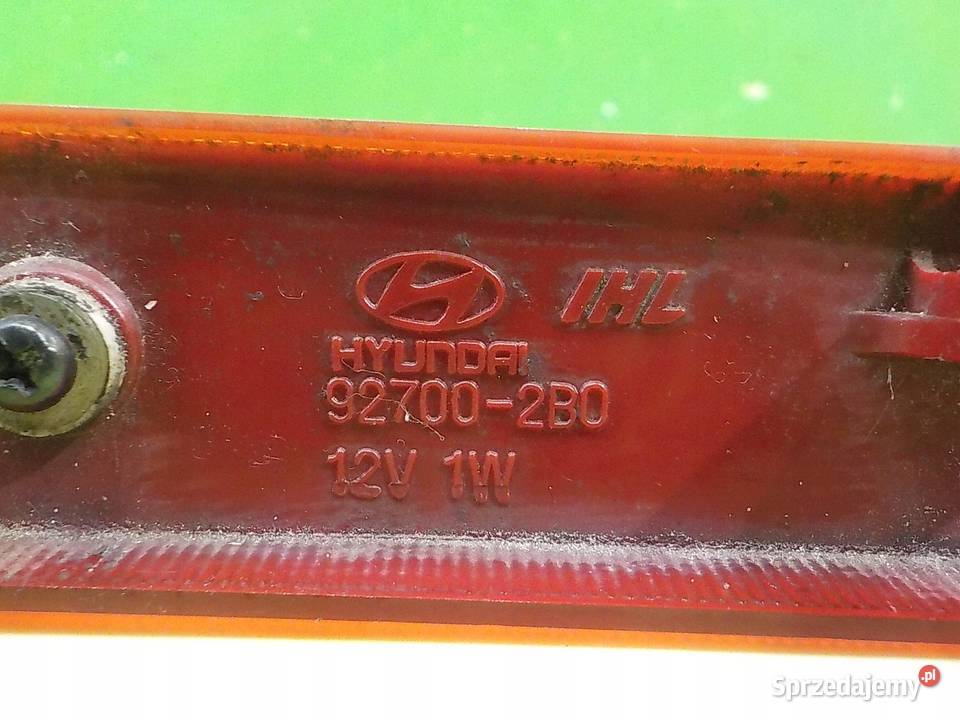 IHL
HYUNDAI
92700-2B0
12V 1W
Sprzedajemy.pl